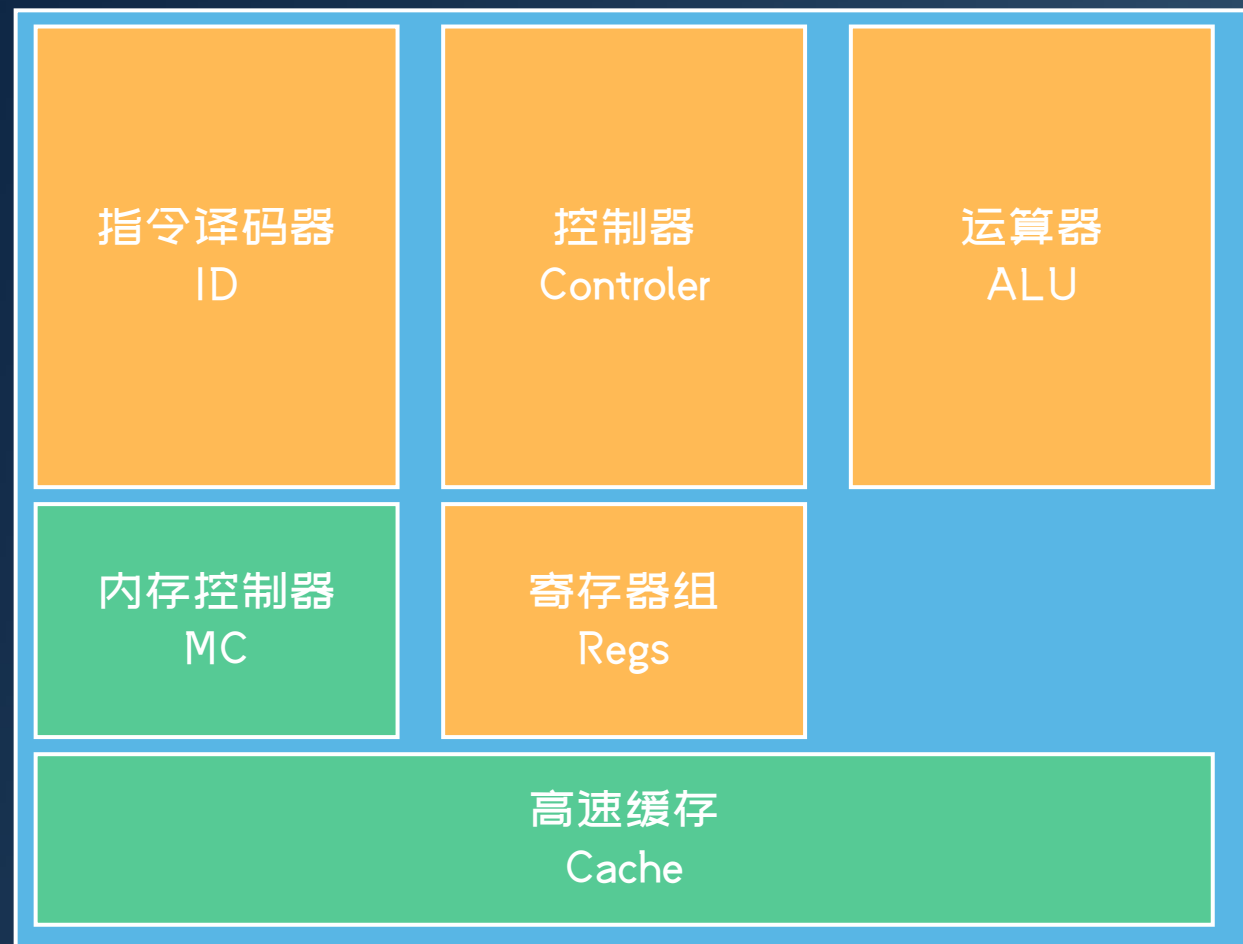 指令译码器
ID
控制器
Controler
运算器
ALU
内存控制器
MC
寄存器组
Regs
高速缓存
Cache